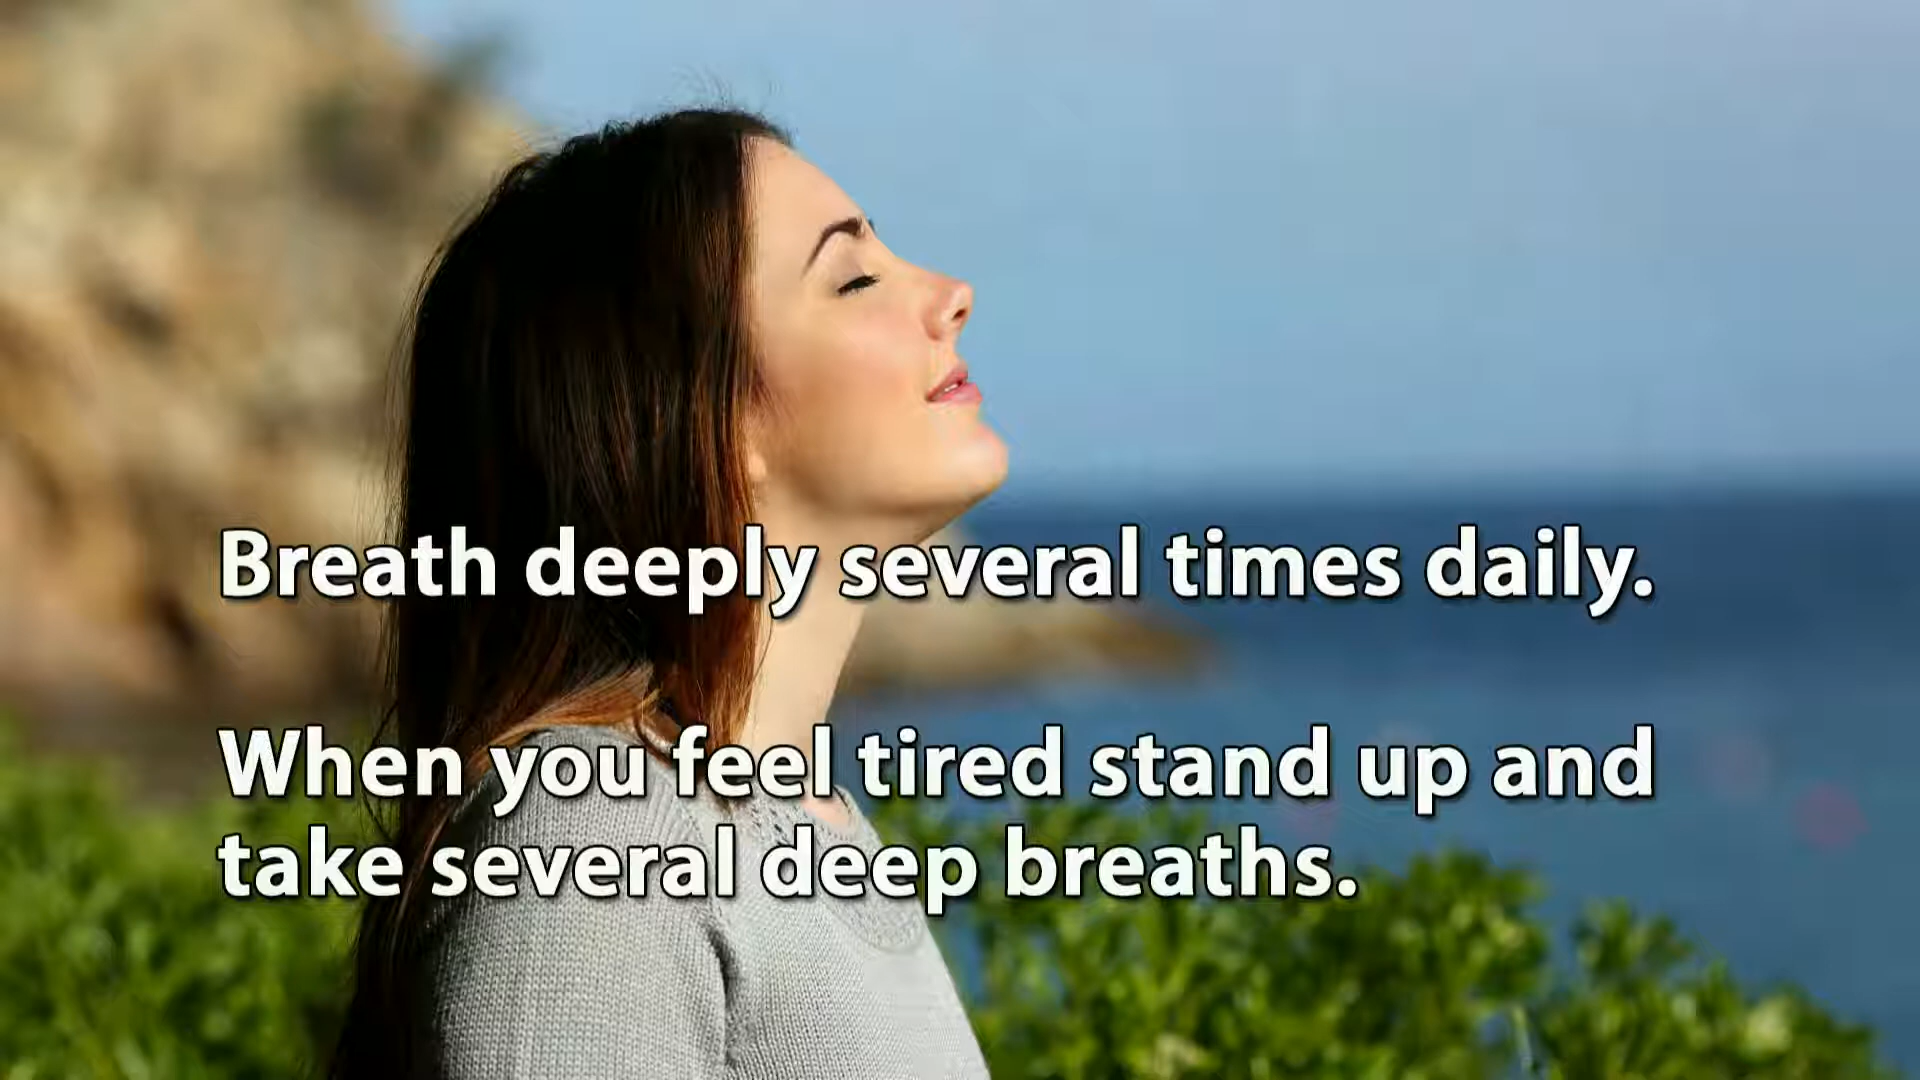 Breath deeply several times daily.
When you feel tired stand up and
take several deep breaths.